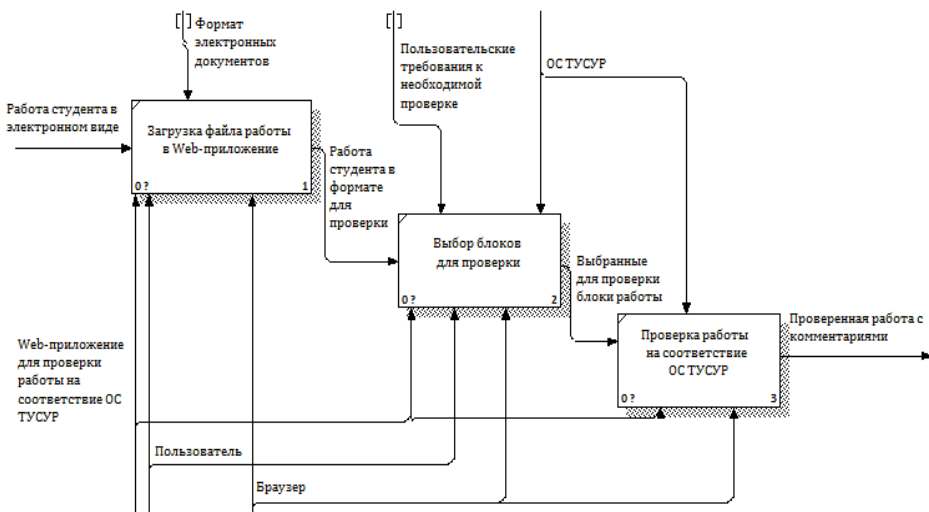 Формат
электронных
документов
Пользовательские
требования к
необходимой
проверке
ОС ТУСУР
Работа студента в
электронном виде
Загрузка файла работы
в Web-приложение
0 ?
1
Работа
студента в
формате
для
проверки
Выбор блоков
для проверки
0 ?
2
Выбранные
для проверки
блоки работы
Проверка работы
на соответствие
ОС ТУСУР
0 ?
3
Проверенная работа с
комментариями
Web-приложение
для проверки
работы на
соответствие ОС
ТУСУР
Пользователь
Браузер